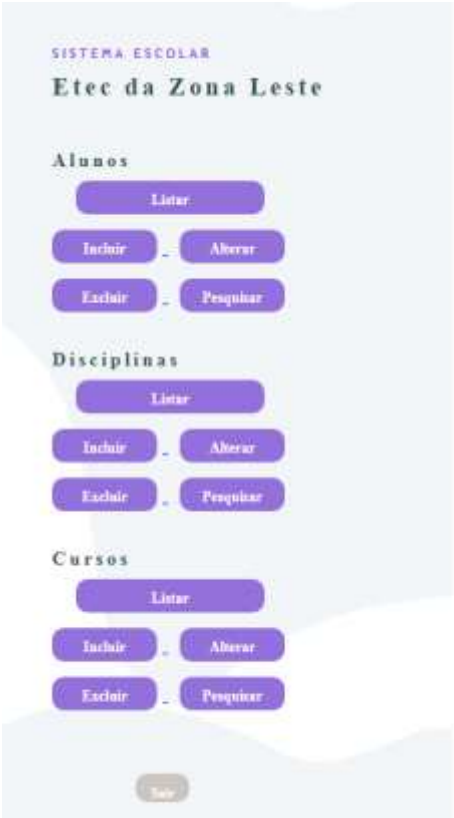 SISTEMA ESCOLAR
Etec da Zona Leste
Alunos
Listar
Incluir - Alterar
Excluir - Pesquisar
Disciplinas
Listar
Incluir - Alterar
Excluir - Pesquisar
Cursos
Listar
Incluir - Alterar
Excluir - Pesquisar
Sair